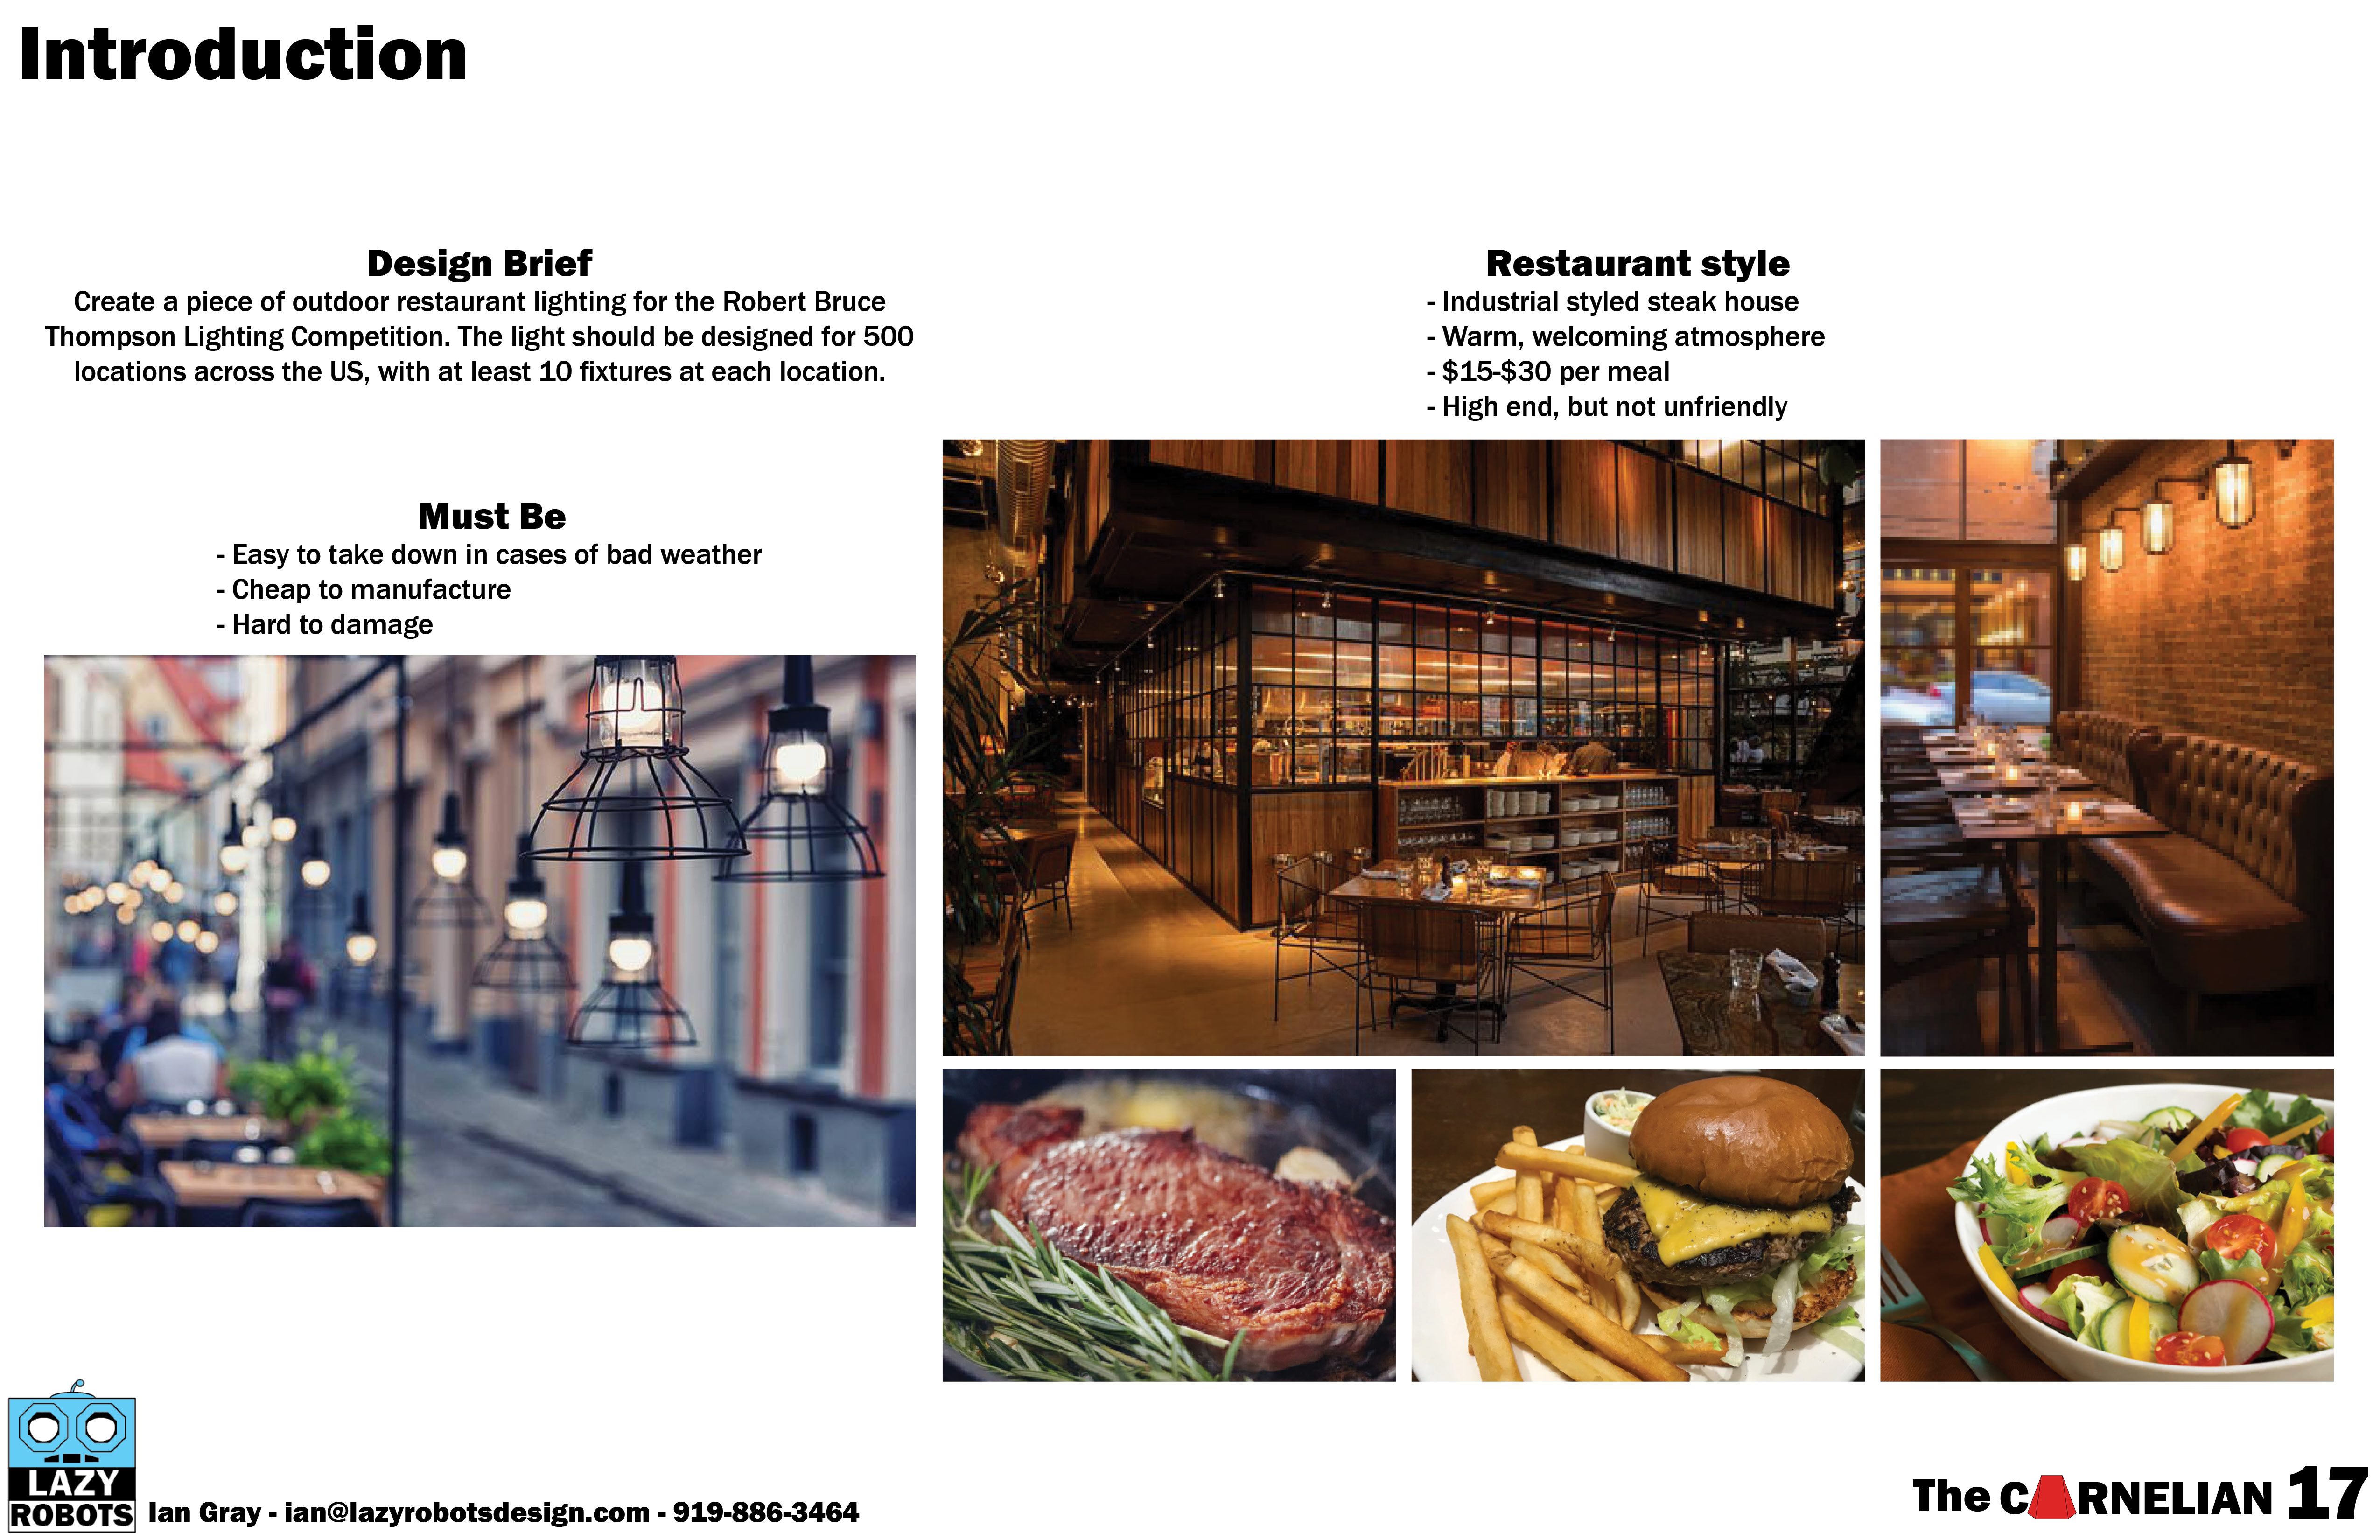 Introduction
Design Brief
Create a piece of outdoor restaurant lighting for the Robert Bruce
Thompson Lighting Competition. The light should be designed for 500
locations across the US, with at least 10 fixtures at each location.
Must Be
- Easy to take down in cases of bad weather
- Cheap to manufacture
- Hard to damage
Restaurant style
- Industrial styled steak house
- Warm, welcoming atmosphere
- $15-$30 per meal
- High end, but not unfriendly
LAZY
ROBOTS
Ian Gray - ian@lazyrobotsdesign.com - 919-886-3464
The C RNELIAN 17